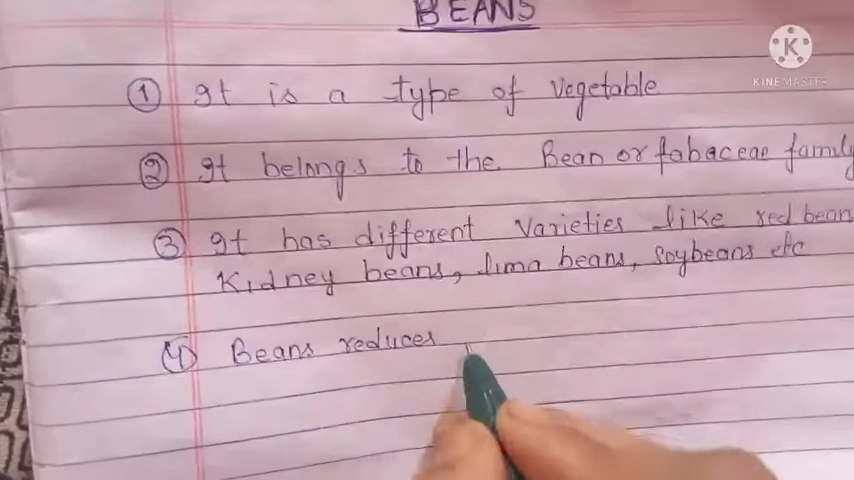 BEANS
K
KINEMASTER
① It is a type of vegetable
② It belongs to the Bean or fabaceae family
③ It has different varieties like red bean
Kidney beans, lima beans, soybeans etc
④ Beans reduces